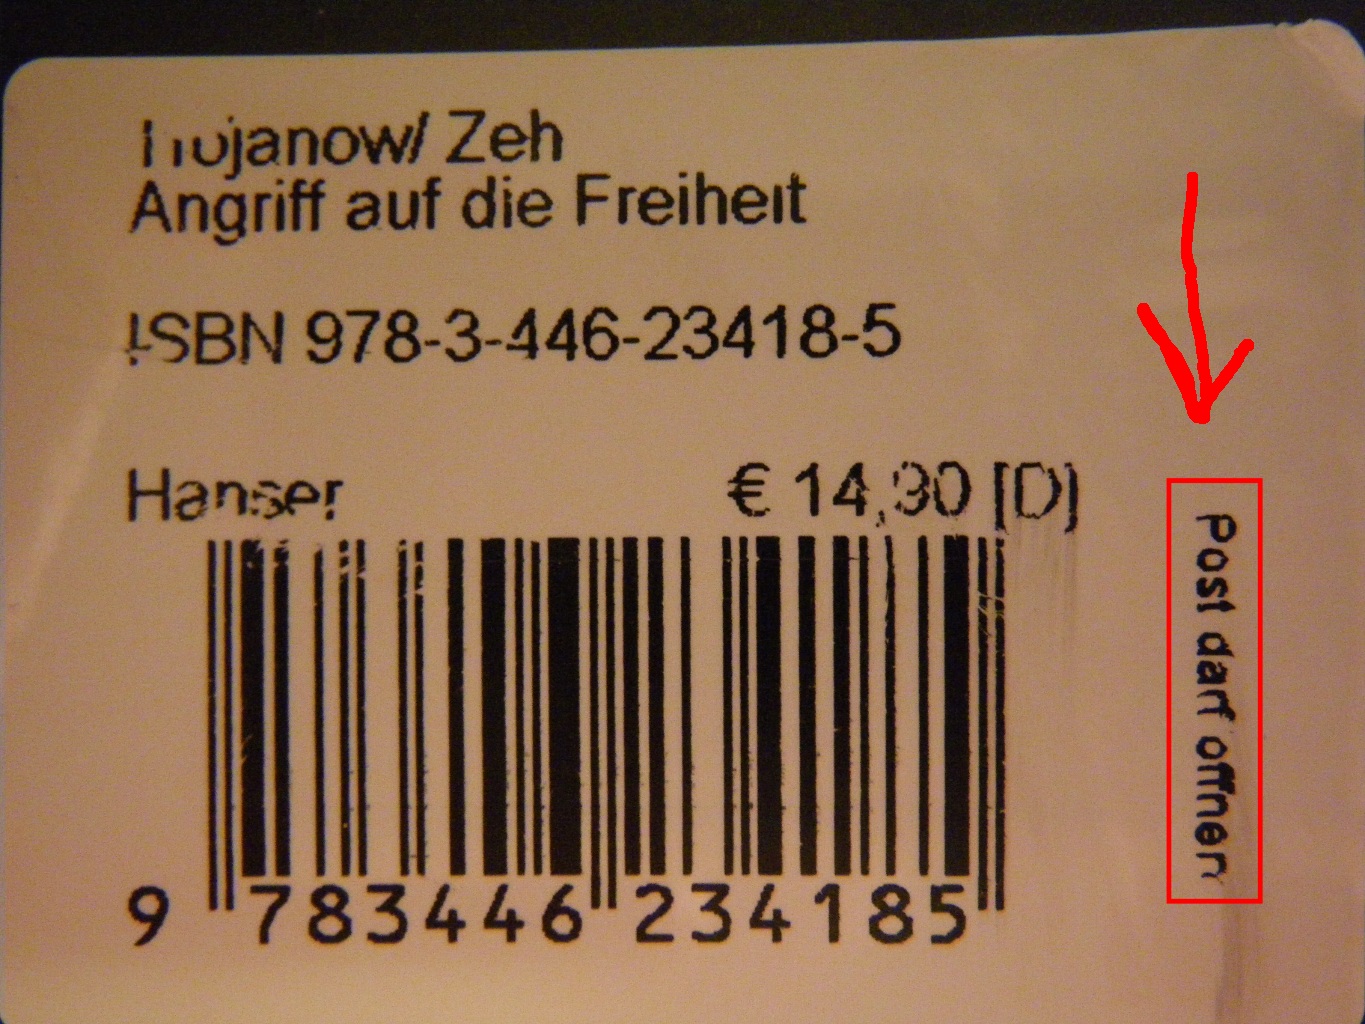 Trojanow/ Zeh
Angriff auf die Freiheit
ISBN 978-3-446-23418-5
Hanser
€ 14,90 [D]
9 783446 234185
Post darf öffnen